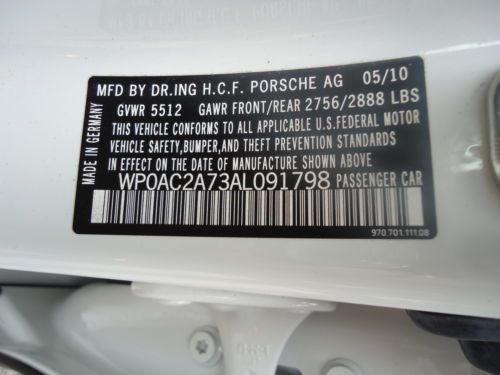 MFD BY DR.ING H.C.F. PORSCHE AG 05/10
GVWR 5512 GAWR FRONT/REAR 2756/2888 LBS
THIS VEHICLE CONFORMS TO ALL APPLICABLE U.S.FEDERAL MOTOR
VEHICLE SAFETY,BUMPER,AND THEFT PREVENTION STANDARDS
IN EFFECT ON THE DATE OF MANUFACTURE SHOWN ABOVE.
WP0AC2A73AL091798 PASSENGER CAR
970.701.111.08
MADE IN GERMANY